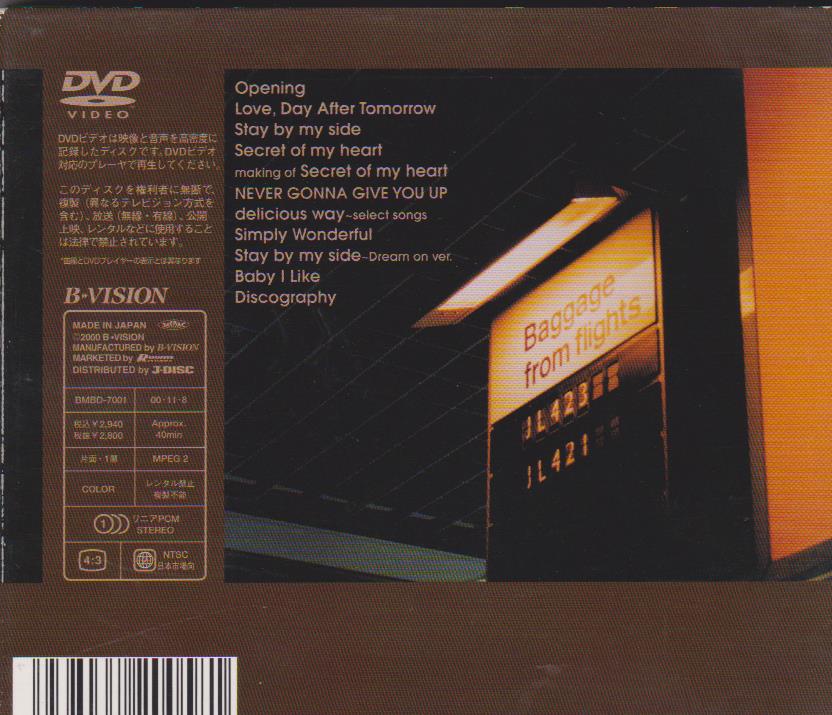 DVD
VIDEO
DVDビデオは映像と音声を高密度に
記録したディスクです。DVDビデオ
対応のプレーヤで再生してください。
このディスクを権利者に無断で、
複製（異なるテレビジョン方式を
含む）、放送（無線・有線）、公開
上映、レンタルなどに使用すること
は法律で禁止されています。
B-VISION
MADE IN JAPAN
©2000 B-VISION
MANUFACTURED by B-VISION
MARKETED by
DISTRIBUTED by J-DISC
BMBD-7001 00・11・8
税込¥2,940 Approx.
税抜¥2,800 40min
片面・1層 MPEG 2
COLOR レンタル禁止
複製不能
1 リニアPCM
STEREO
4:3 NTSC
日本市場向
Opening
Love, Day After Tomorrow
Stay by my side
Secret of my heart
making of Secret of my heart
NEVER GONNA GIVE YOU UP
delicious way~select songs
Simply Wonderful
Stay by my side~Dream on ver.
Baby I Like
Discography
Baggage
from flights
JL423
JL421